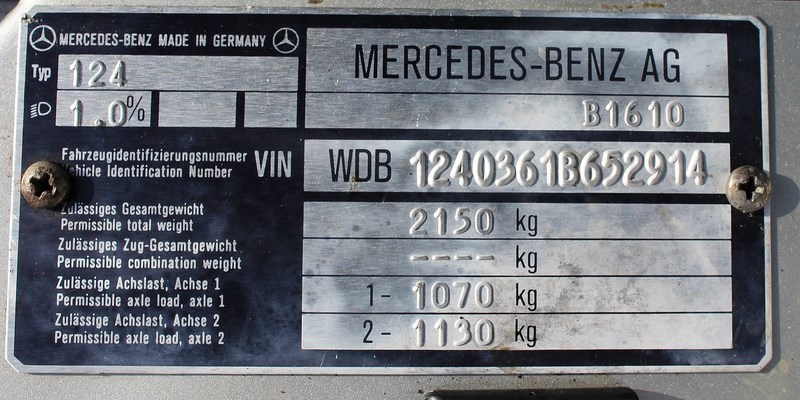 MERCEDES-BENZ MADE IN GERMANY
Typ 124
1.0%
MERCEDES-BENZ AG
B1610
Fahrzeugidentifizierungsnummer
Vehicle Identification Number
VIN WDB 1240361B652914
Zulässiges Gesamtgewicht
Permissible total weight
2150 kg
Zulässiges Zug-Gesamtgewicht
Permissible combination weight
---- kg
Zulässige Achslast, Achse 1
Permissible axle load, axle 1
1- 1070 kg
Zulässige Achslast, Achse 2
Permissible axle load, axle 2
2- 1130 kg